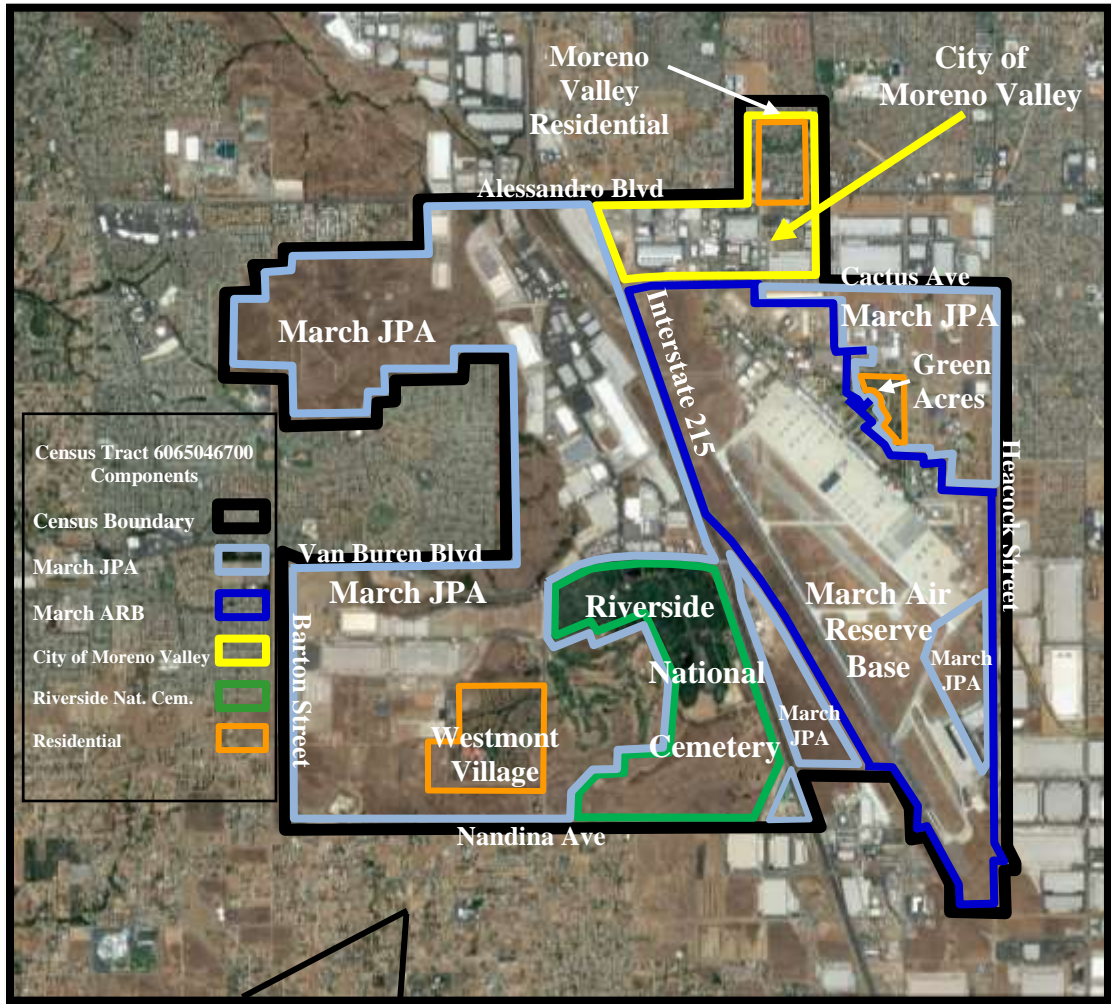 Moreno
Valley
Residential
City of
Moreno Valley
Alessandro Blvd
Cactus Ave
March JPA
March JPA
Interstate 215
Green
Acres
Census Tract 6065046700
Components
Census Boundary
March JPA
March ARB
City of Moreno Valley
Riverside Nat. Cem.
Residential
Heacock Street
Van Buren Blvd
March JPA
Barton Street
Riverside
National
Cemetery
March Air
Reserve
Base
March
JPA
March
JPA
Westmont
Village
Nandina Ave